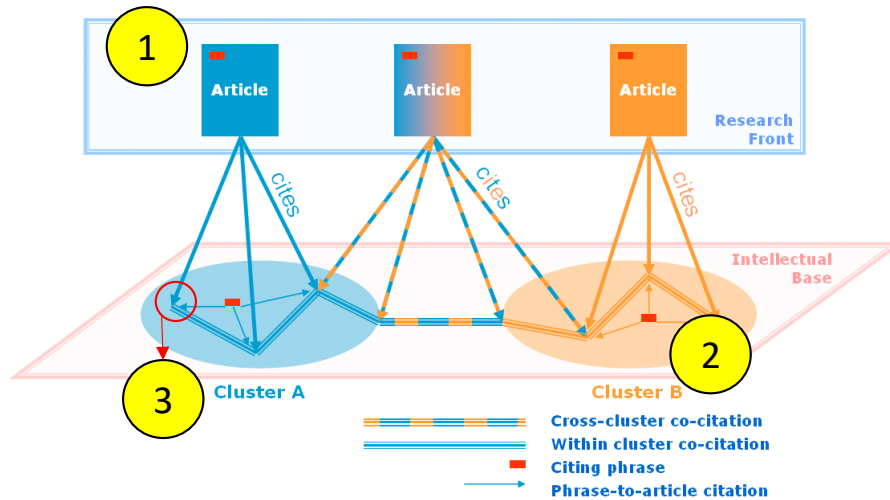 1
Article
Article
Article
Research
Front
cites
cites
cites
Intellectual
Base
2
3
Cluster A
Cluster B
Cross-cluster co-citation
Within cluster co-citation
Citing phrase
Phrase-to-article citation